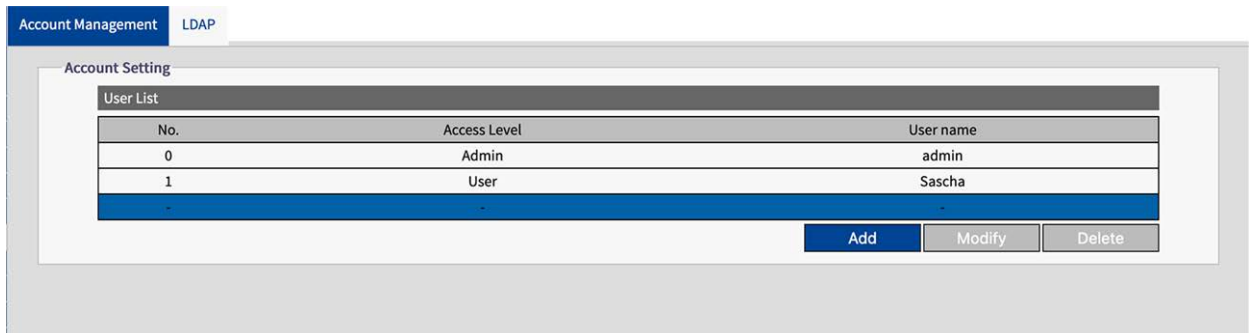 Account Management LDAP
Account Setting
User List
No. Access Level User name
0 Admin admin
1 User Sascha
- - -
Add Modify Delete